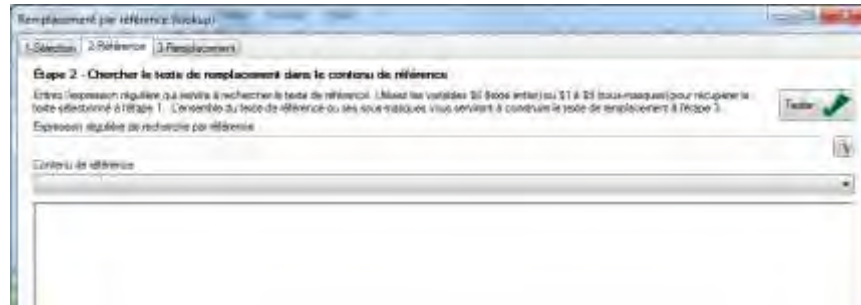 Remplacement par référence (lookup)
1-Sélection 2-Référence 3-Remplacement
Étape 2 - Chercher le texte de remplacement dans le contenu de référence
Entrez l'expression régulière qui servira à rechercher le texte de référence. Utilisez les variables $0 (texte entier) ou $1 à $9 (sous-masques) pour récupérer le
texte sélectionné à l'étape 1. L'ensemble du texte de référence ou ses sous-masques vous serviront à construire le texte de remplacement à l'étape 3.
Tester
Expression régulière de recherche par référence
Contenu de référence